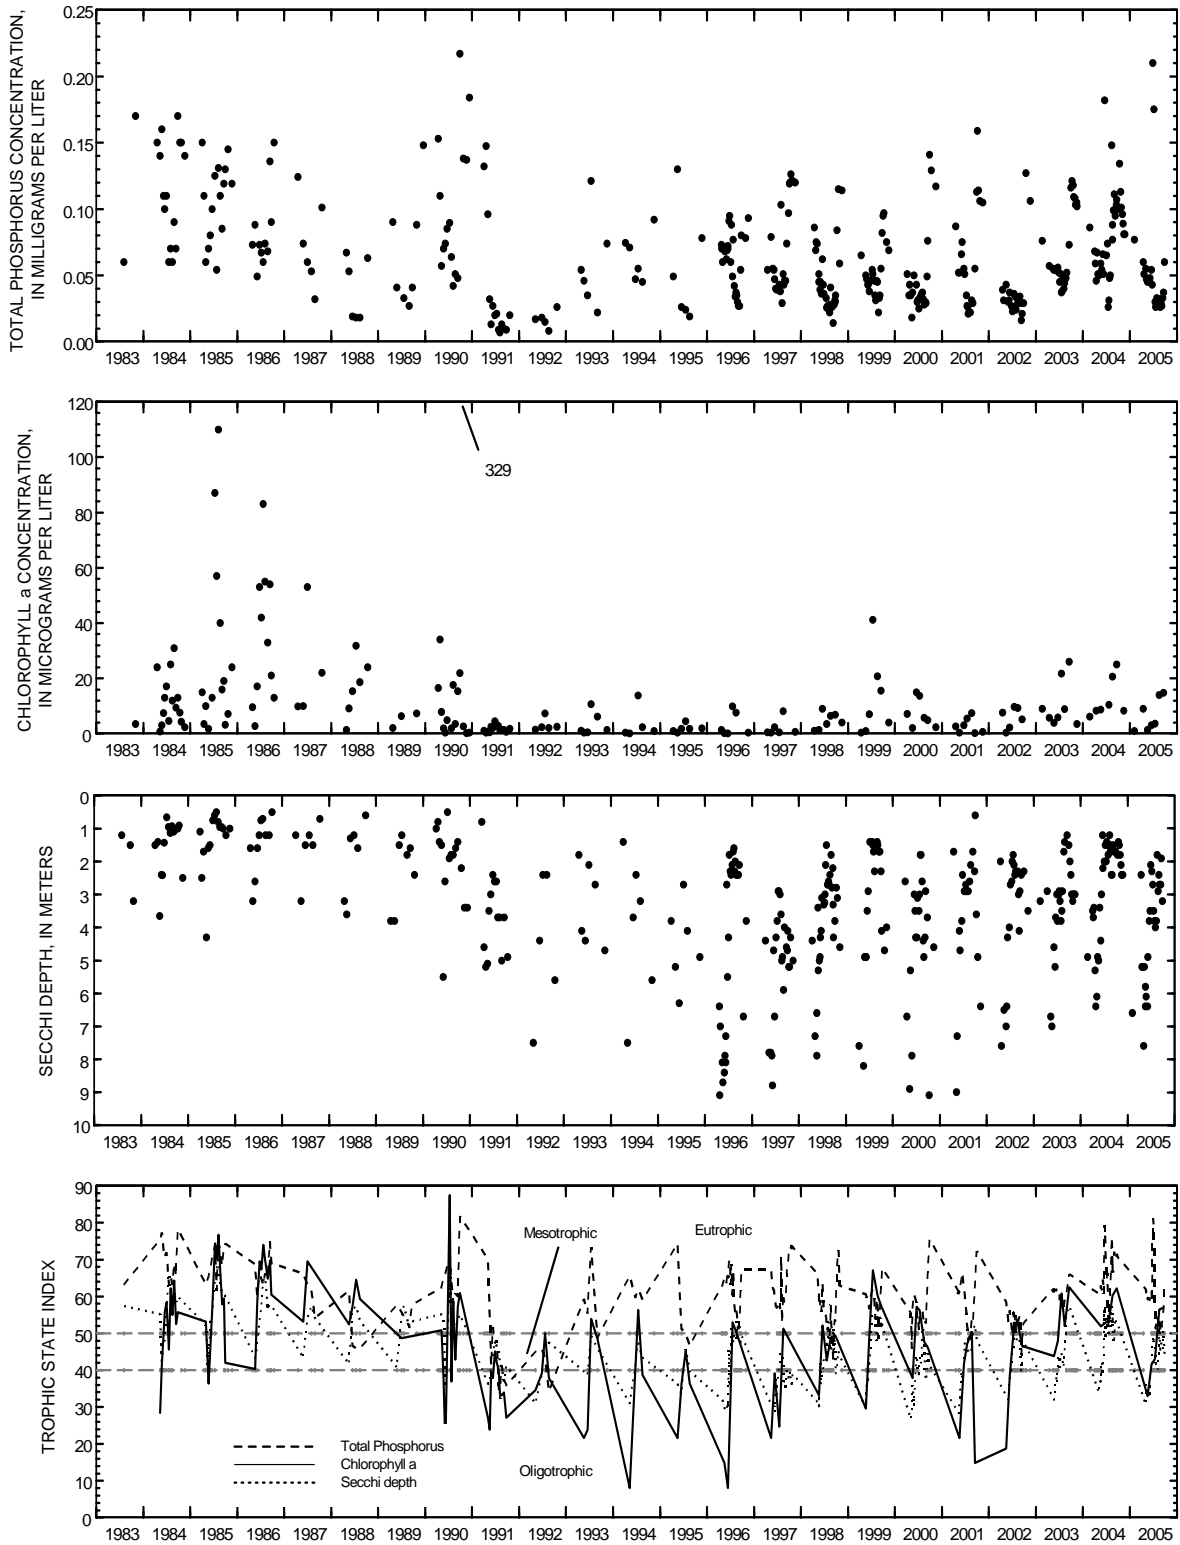 TOTAL PHOSPHORUS CONCENTRATION,
IN MILLIGRAMS PER LITER
0.25
0.20
0.15
0.10
0.05
0.00
1983 1984 1985 1986 1987 1988 1989 1990 1991 1992 1993 1994 1995 1996 1997 1998 1999 2000 2001 2002 2003 2004 2005
CHLOROPHYLL a CONCENTRATION,
IN MICROGRAMS PER LITER
120
100
80
60
40
20
0
329
1983 1984 1985 1986 1987 1988 1989 1990 1991 1992 1993 1994 1995 1996 1997 1998 1999 2000 2001 2002 2003 2004 2005
SECCHI DEPTH, IN METERS
0
1
2
3
4
5
6
7
8
9
10
1983 1984 1985 1986 1987 1988 1989 1990 1991 1992 1993 1994 1995 1996 1997 1998 1999 2000 2001 2002 2003 2004 2005
TROPHIC STATE INDEX
90
80
70
60
50
40
30
20
10
0
Mesotrophic
Eutrophic
Oligotrophic
Total Phosphorus
Chlorophyll a
Secchi depth
1983 1984 1985 1986 1987 1988 1989 1990 1991 1992 1993 1994 1995 1996 1997 1998 1999 2000 2001 2002 2003 2004 2005